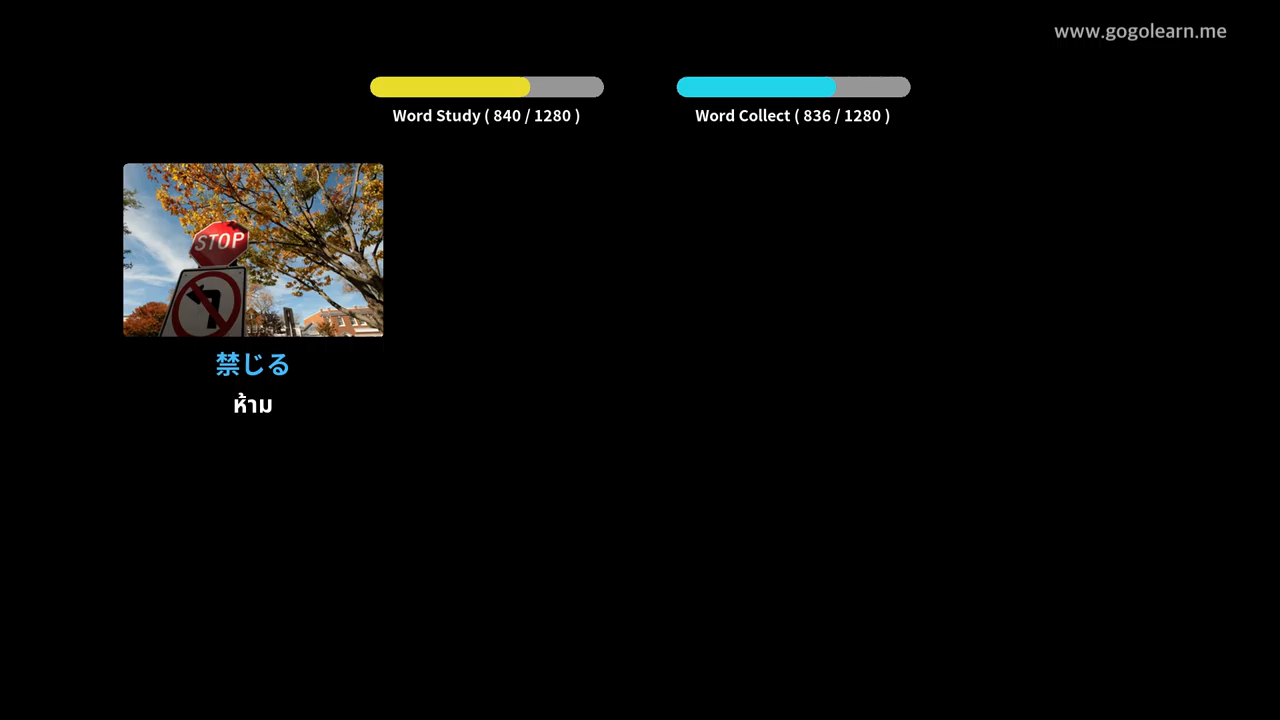 www.gogolearn.me
Word Study ( 840 / 1280 )
Word Collect ( 836 / 1280 )
STOP
禁じる
ห้าม